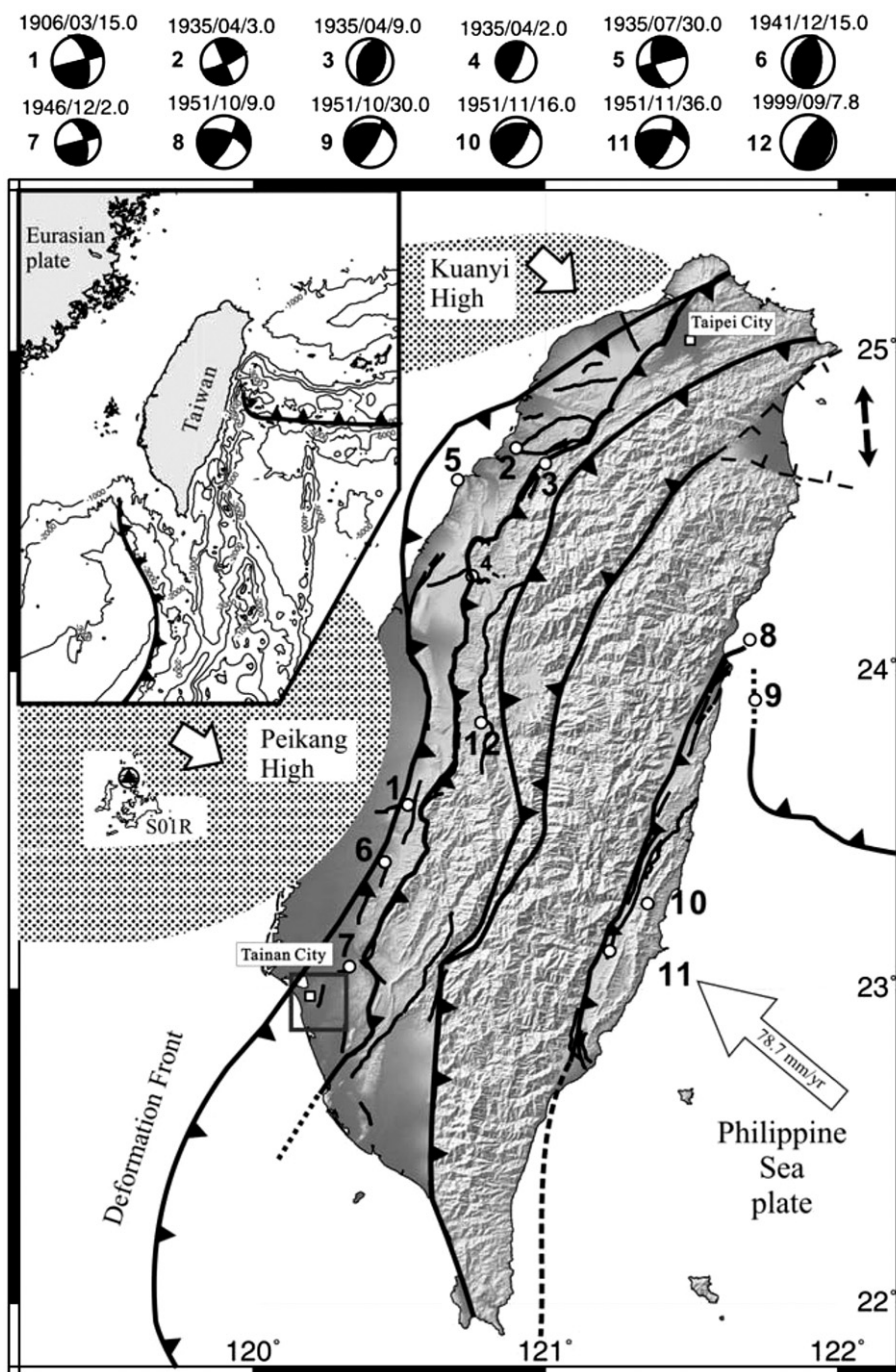 1906/03/15.0 1935/04/3.0 1935/04/9.0 1935/04/2.0 1935/07/30.0 1941/12/15.0
1 2 3 4 5 6
1946/12/2.0 1951/10/9.0 1951/10/30.0 1951/11/16.0 1951/11/36.0 1999/09/7.8
7 8 9 10 11 12
Eurasian
plate
Taiwan
-1000
Kuanyi
High
Taipei City
25°
2
3
5
4
24°
8
9
12
Peikang
High
S01R
1
6
10
7
Tainan City
11
23°
78.7 mm/yr
Deformation Front
Philippine
Sea
plate
22°
120° 121° 122°